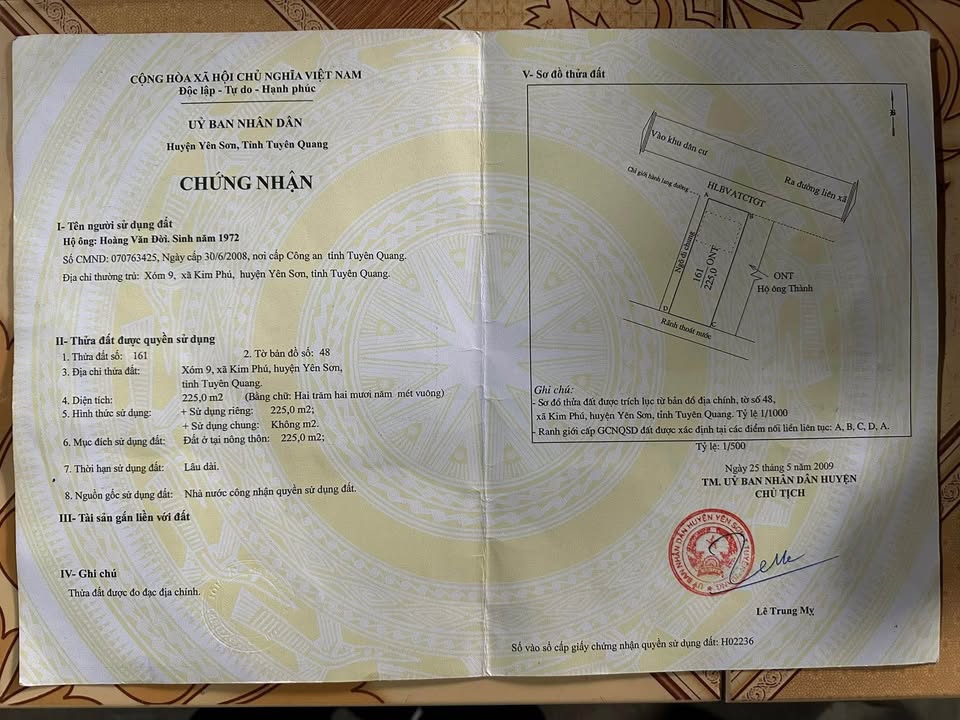 CỘNG HÒA XÃ HỘI CHỦ NGHĨA VIỆT NAM
Độc lập - Tự do - Hạnh phúc
UỶ BAN NHÂN DÂN
Huyện Yên Sơn, Tỉnh Tuyên Quang
CHỨNG NHẬN
I- Tên người sử dụng đất
Hộ ông: Hoàng Văn Đời. Sinh năm 1972
Số CMND: 070763425, Ngày cấp 30/6/2008, nơi cấp Công an tỉnh Tuyên Quang.
Địa chỉ thường trú: Xóm 9, xã Kim Phú, huyện Yên Sơn, tỉnh Tuyên Quang.
II- Thửa đất được quyền sử dụng
1. Thửa đất số: 161 2. Tờ bản đồ số: 48
3. Địa chỉ thửa đất: Xóm 9, xã Kim Phú, huyện Yên Sơn,
tỉnh Tuyên Quang.
4. Diện tích: 225,0 m2 (Bằng chữ: Hai trăm hai mươi năm mét vuông)
5. Hình thức sử dụng: + Sử dụng riêng: 225,0 m2;
+ Sử dụng chung: Không m2.
6. Mục đích sử dụng đất: Đất ở tại nông thôn: 225,0 m2;
7. Thời hạn sử dụng đất: Lâu dài.
8. Nguồn gốc sử dụng đất: Nhà nước công nhận quyền sử dụng đất.
III- Tài sản gắn liền với đất
IV- Ghi chú
Thửa đất được đo đạc địa chính.
V- Sơ đồ thửa đất
Vào khu dân cư
Ra đường liên xã
Chỉ giới hành lang đường
HLBVATCTGT
A
B
Ngõ đi chung
161
225,0 ONT
ONT
Hộ ông Thành
D
C
Rãnh thoát nước
Ghi chú:
- Sơ đồ thửa đất được trích lục từ bản đồ địa chính, tờ số 48,
xã Kim Phú, huyện Yên Sơn, tỉnh Tuyên Quang. Tỷ lệ 1/1000
- Ranh giới cấp GCNQSD đất được xác định tại các điểm nối liền liên tục: A, B, C, D, A.
Tỷ lệ: 1/500
Ngày 25 tháng 5 năm 2009
TM. UỶ BAN NHÂN DÂN HUYỆN
CHỦ TỊCH
UỶ BAN NHÂN DÂN HUYỆN YÊN SƠN
Lê Trung Mỵ
Số vào sổ cấp giấy chứng nhận quyền sử dụng đất: H02236